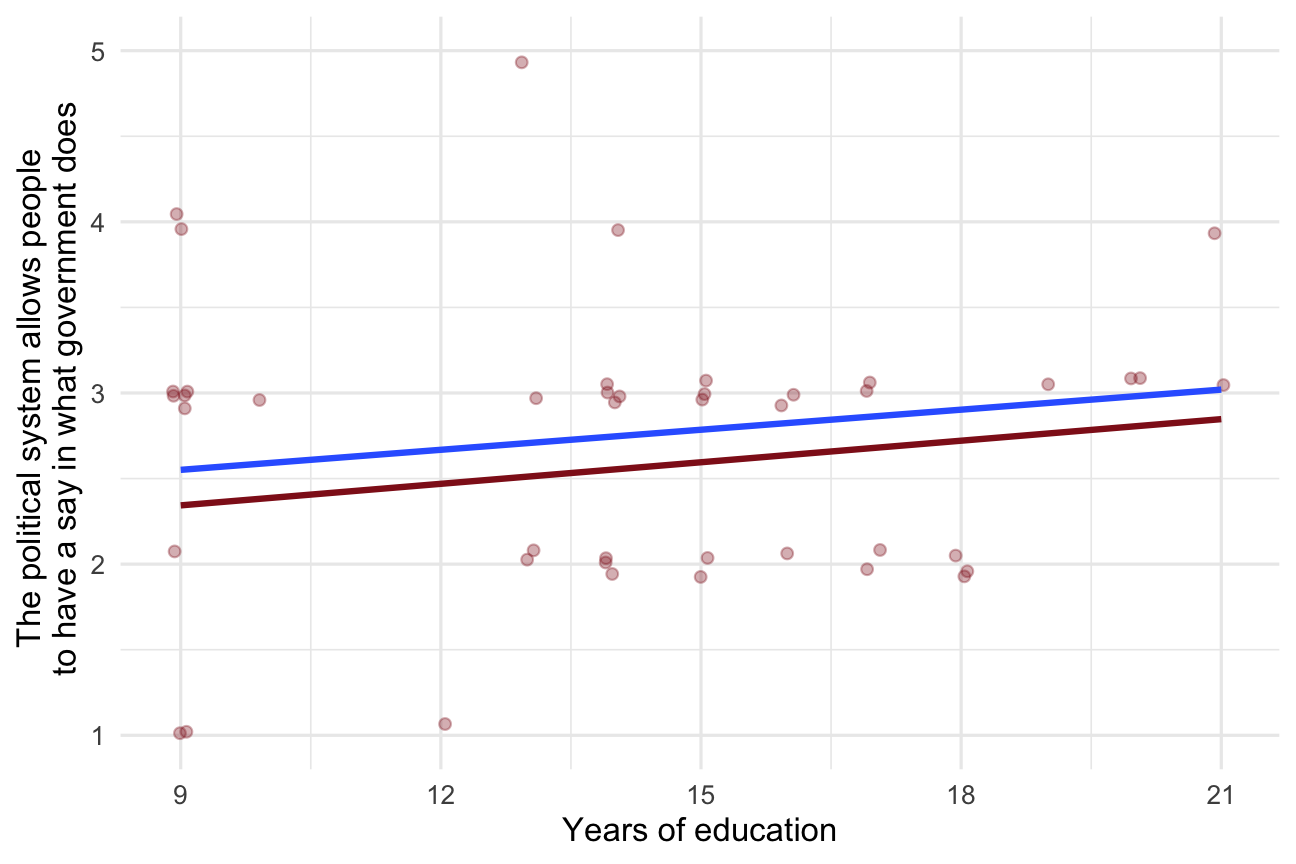 The political system allows people
to have a say in what government does
5
4
3
2
1
9 12 15 18 21
Years of education